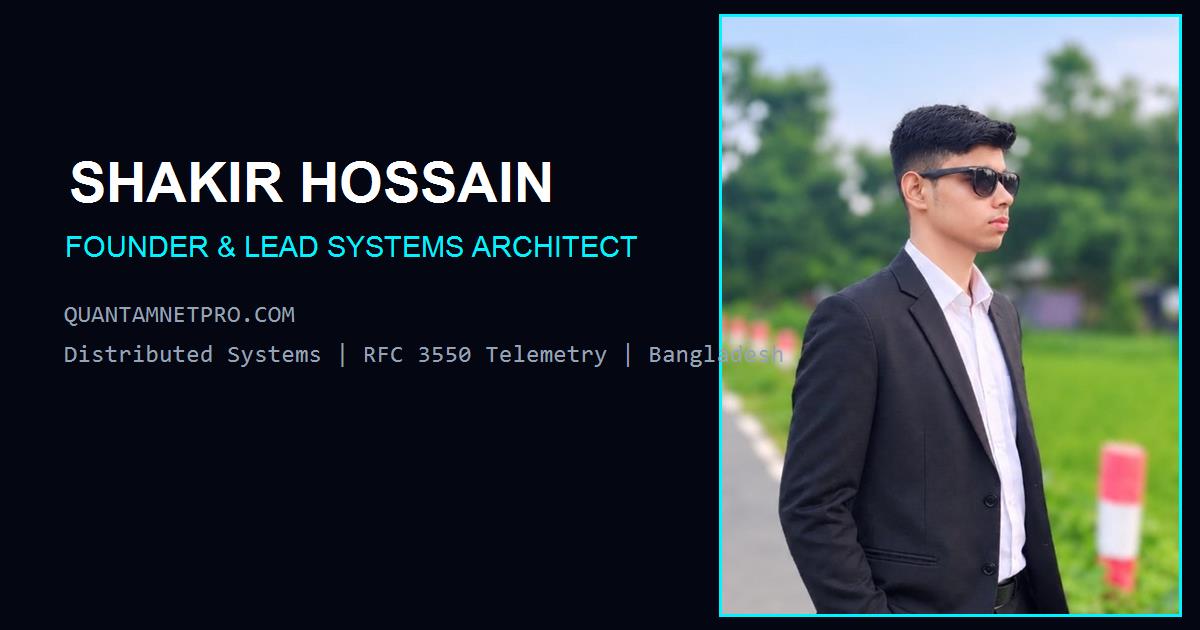 SHAKIR HOSSAIN
FOUNDER & LEAD SYSTEMS ARCHITECT
QUANTAMNETPRO.COM
Distributed Systems | RFC 3550 Telemetry | Bangladesh